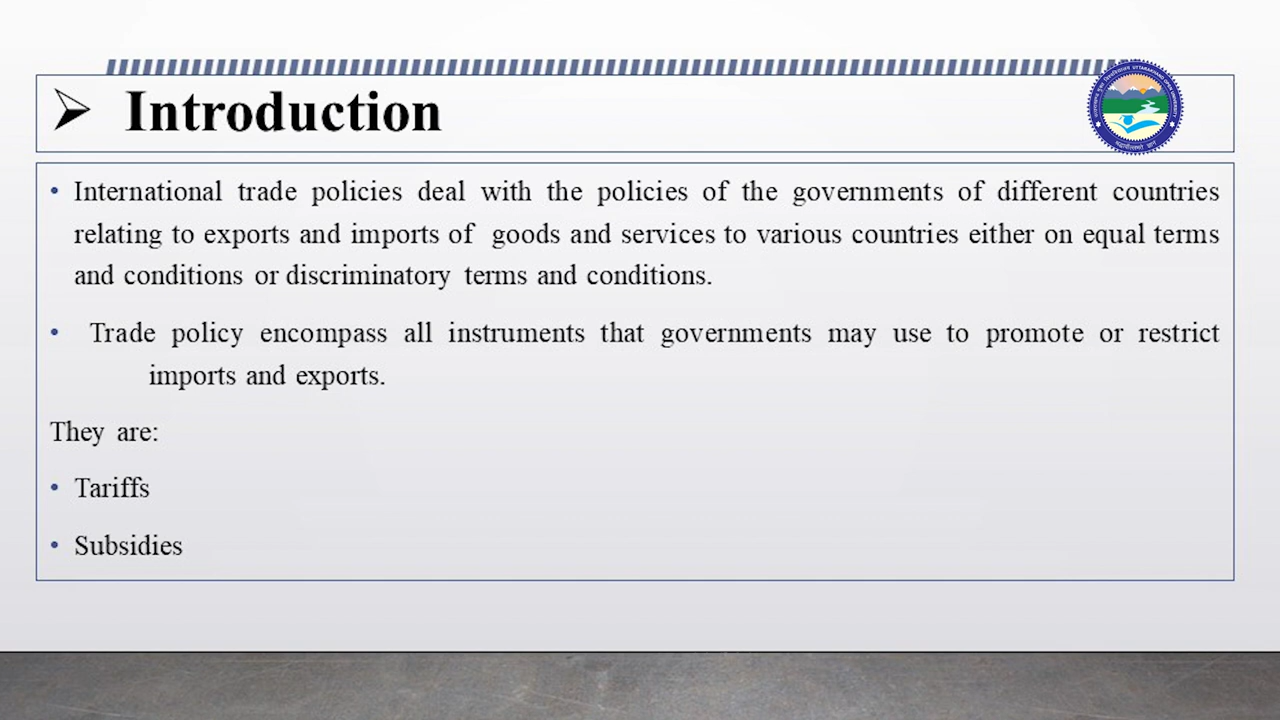 Introduction
International trade policies deal with the policies of the governments of different countries
relating to exports and imports of goods and services to various countries either on equal terms
and conditions or discriminatory terms and conditions.
Trade policy encompass all instruments that governments may use to promote or restrict
imports and exports.
They are:
Tariffs
Subsidies